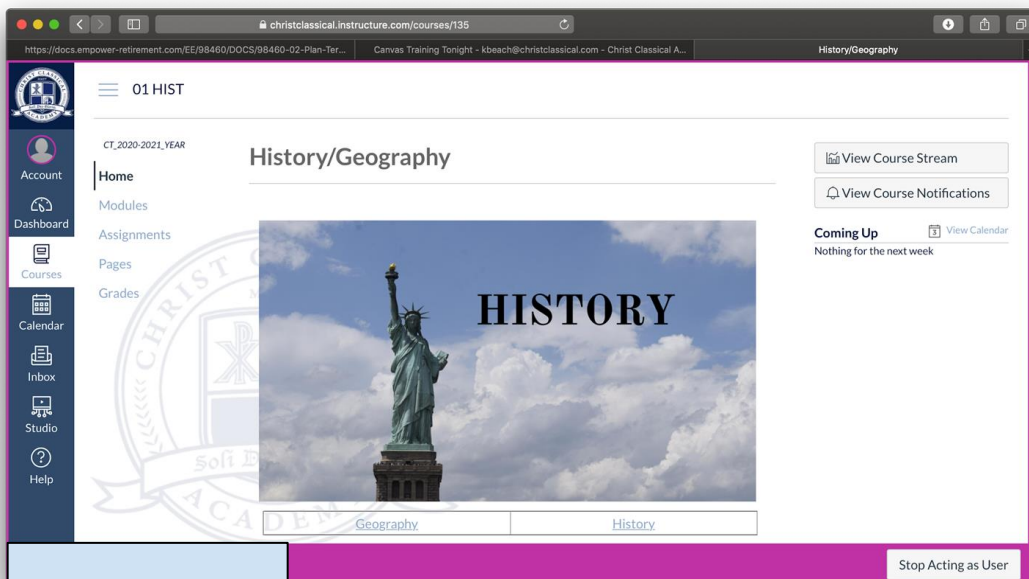 christclassical.instructure.com/courses/135
https://docs.empower-retirement.com/EE/98460/DOCS/98460-02-Plan-Ter...
Canvas Training Tonight - kbeach@christclassical.com - Christ Classical A...
History/Geography
01 HIST
CT_2020-2021_YEAR
Home
Modules
Assignments
Pages
Grades
Account
Dashboard
Courses
Calendar
Inbox
Studio
Help
History/Geography
HISTORY
Geography
History
View Course Stream
View Course Notifications
Coming Up
3
View Calendar
Nothing for the next week
CHRIST
ACADEMY
Stop Acting as User